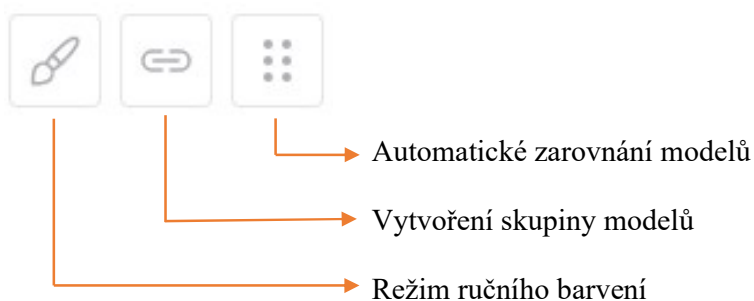 Automatické zarovnání modelů
Vytvoření skupiny modelů
Režim ručního barvení